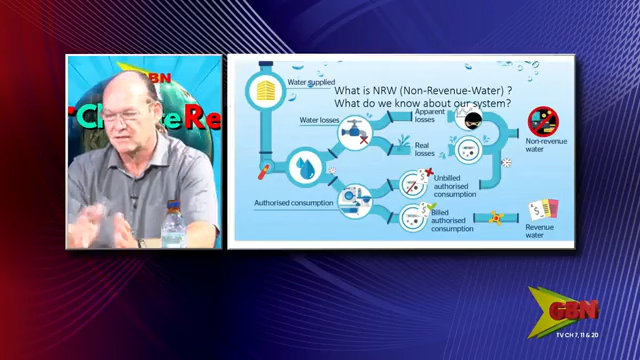 GBN
Re
Water supplied
What is NRW (Non-Revenue-Water) ?
What do we know about our system?
Water losses
Apparent
losses
Real
losses
Non-revenue
water
Unbilled
authorised
consumption
Authorised consumption
Billed
authorised
consumption
Revenue
water
GBN
TV CH 7, 11 & 20